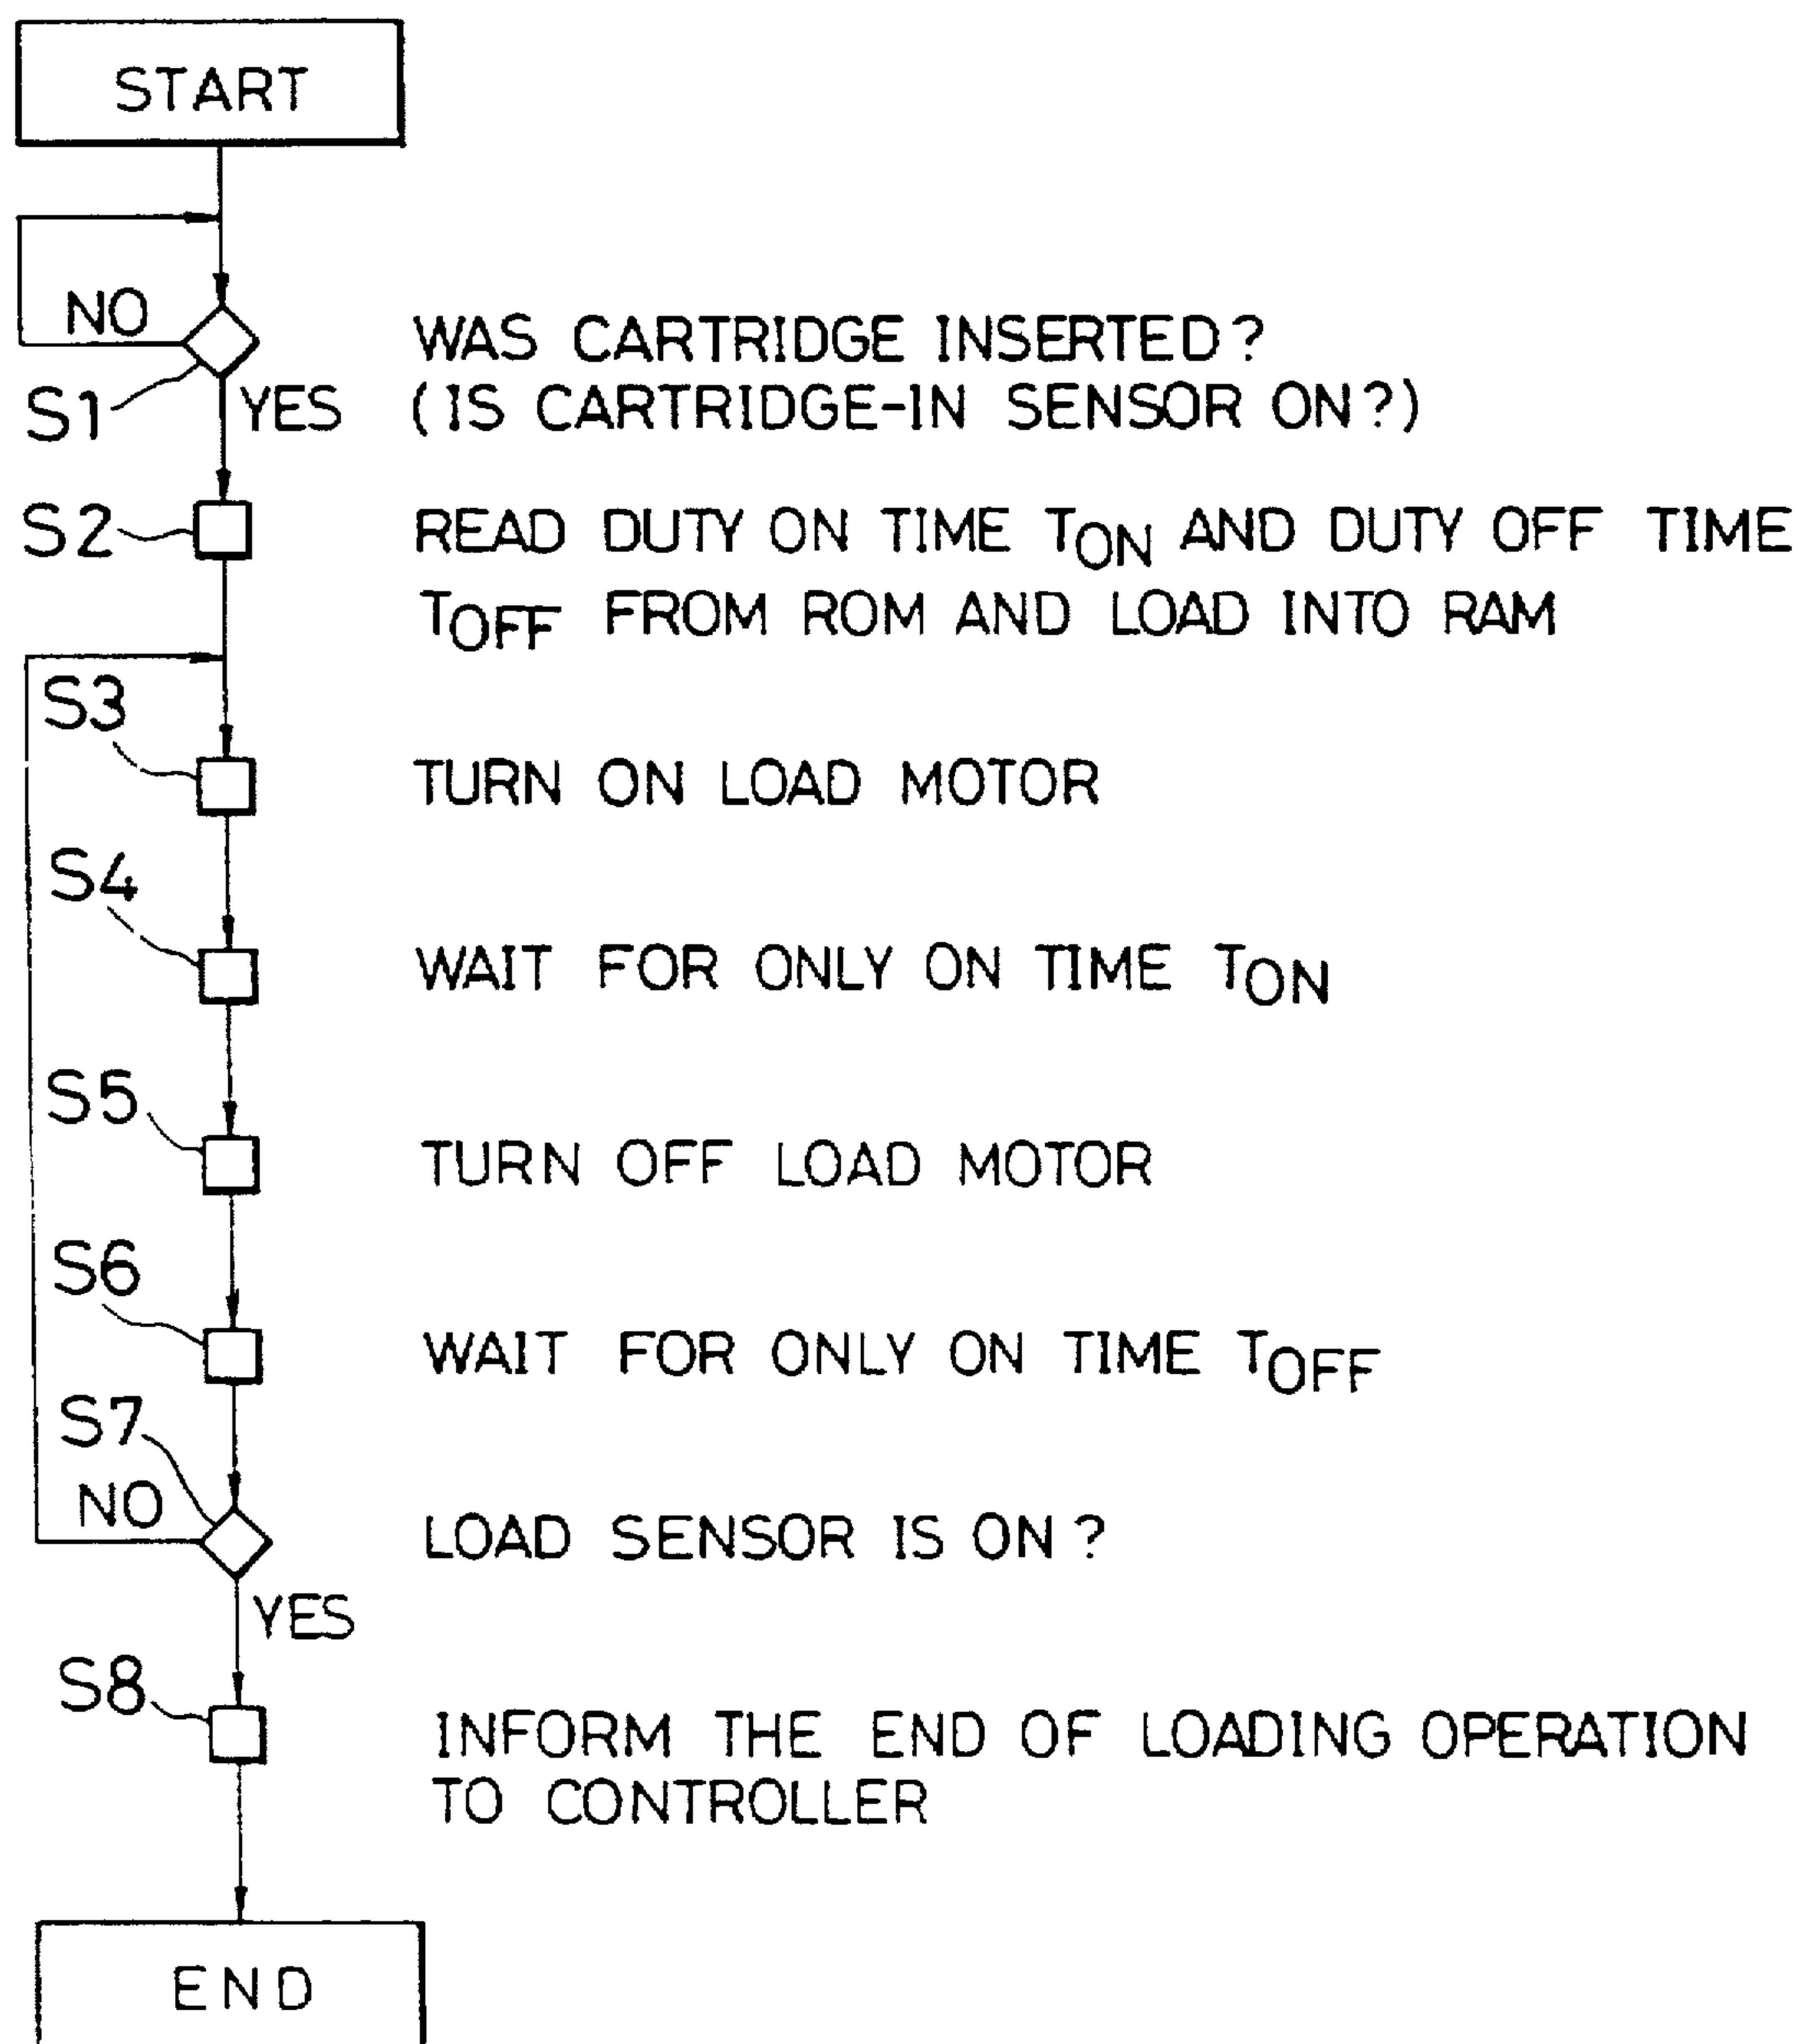 START
NO
S1
YES
WAS CARTRIDGE INSERTED?
(IS CARTRIDGE-IN SENSOR ON?)
S2
READ DUTY ON TIME TON AND DUTY OFF TIME
TOFF FROM ROM AND LOAD INTO RAM
S3
TURN ON LOAD MOTOR
S4
WAIT FOR ONLY ON TIME TON
S5
TURN OFF LOAD MOTOR
S6
WAIT FOR ONLY ON TIME TOFF
S7
NO
LOAD SENSOR IS ON?
YES
S8
INFORM THE END OF LOADING OPERATION
TO CONTROLLER
END